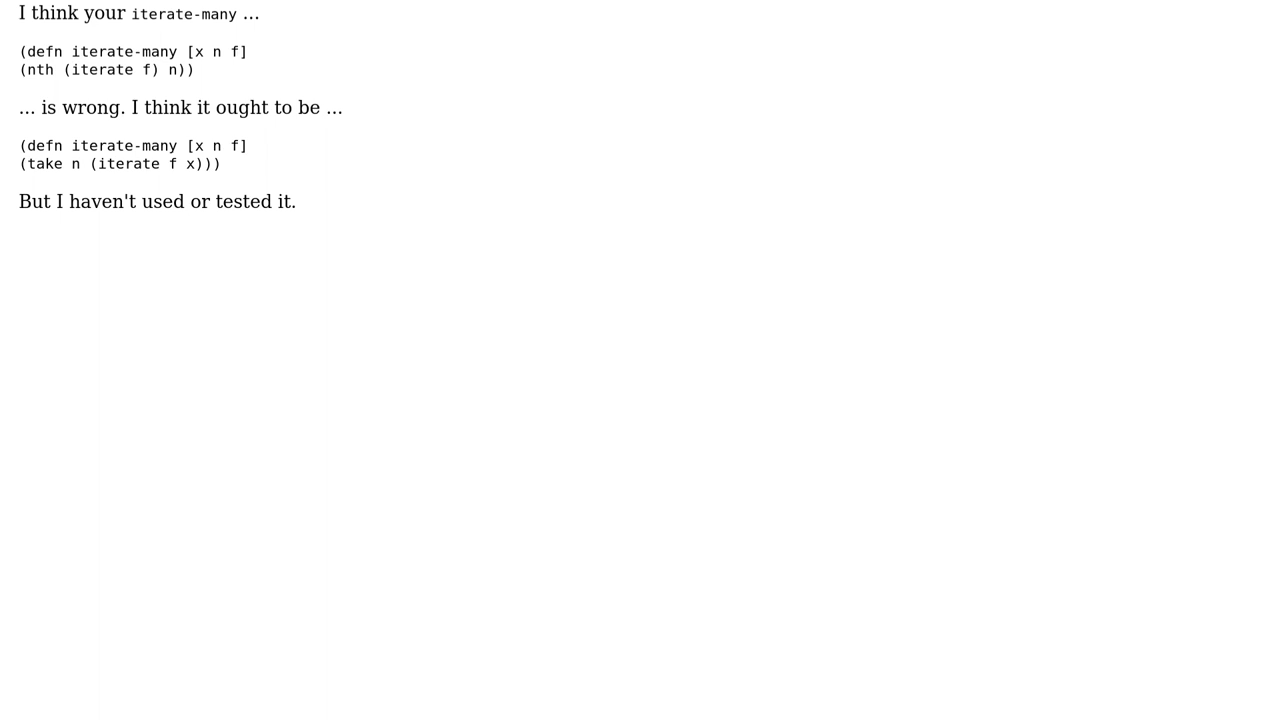 I think your iterate-many ...
(defn iterate-many [x n f]
(nth (iterate f) n))
... is wrong. I think it ought to be ...
(defn iterate-many [x n f]
(take n (iterate f x)))
But I haven't used or tested it.